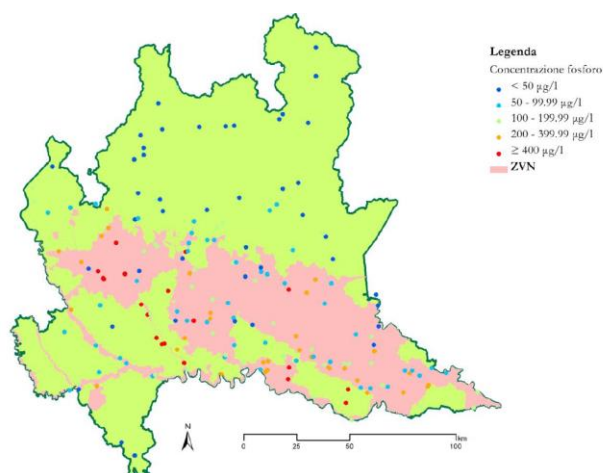 Legenda
Concentrazione fosforo
< 50 µg/l
50 - 99.99 µg/l
100 - 199.99 µg/l
200 - 399.99 µg/l
≥ 400 µg/l
ZVN
N
0 25 50 100
km